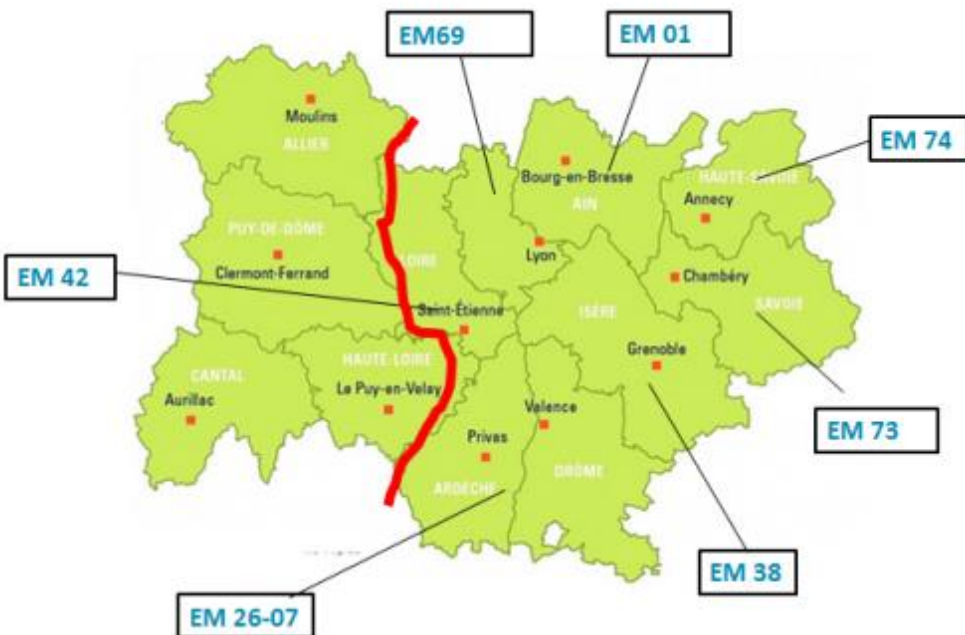 EM69
EM 01
Moulins
ALLIER
EM 74
Bourg-en-Bresse
HAUTE-SAVOIE
AIN
Annecy
PUY-DE-DÔME
Lyon
LOIRE
Clermont-Ferrand
EM 42
Chambéry
Saint-Étienne
ISÈRE
SAVOIE
HAUTE-LOIRE
Grenoble
CANTAL
Le Puy-en-Velay
Aurillac
Valence
EM 73
Privas
DRÔME
ARDECHE
EM 38
EM 26-07